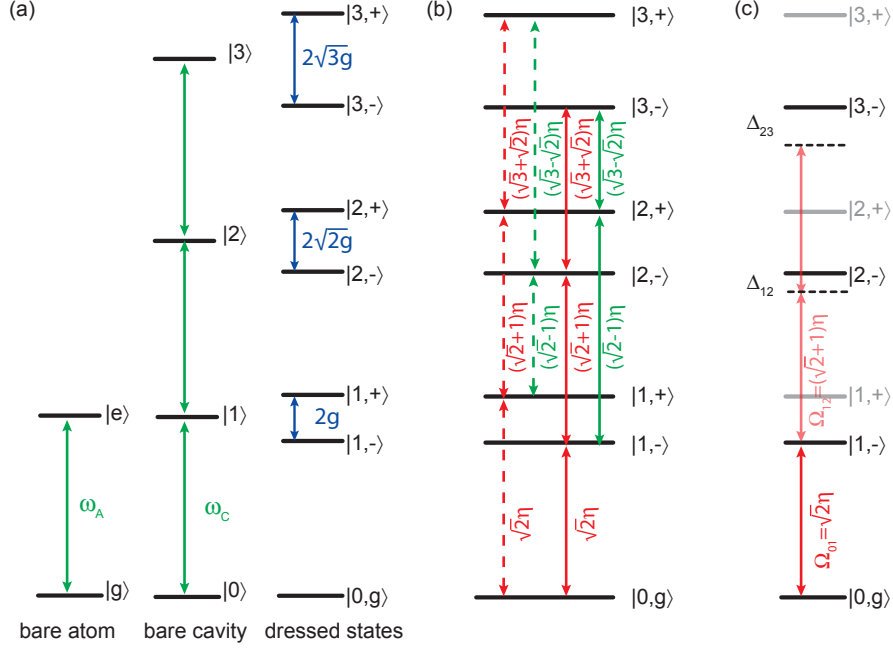 (a)
|3,+⟩
2√3g
|3⟩
|3,-⟩
|2,+⟩
2√2g
|2⟩
|2,-⟩
|1,+⟩
2g
|e⟩
|1⟩
|1,-⟩
ω_A
ω_C
|g⟩
|0⟩
|0,g⟩
bare atom
bare cavity
dressed states
(b)
|3,+⟩
|3,-⟩
(√3+√2)η
(√3-√2)η
(√3+√2)η
(√3-√2)η
|2,+⟩
|2,-⟩
(√2+1)η
(√2-1)η
(√2+1)η
(√2-1)η
|1,+⟩
|1,-⟩
√2η
√2η
|0,g⟩
(c)
|3,+⟩
|3,-⟩
Δ₂₃
|2,+⟩
|2,-⟩
Δ₁₂
Ω₁₂=(√2+1)η
|1,+⟩
|1,-⟩
Ω₀₁=√2η
|0,g⟩